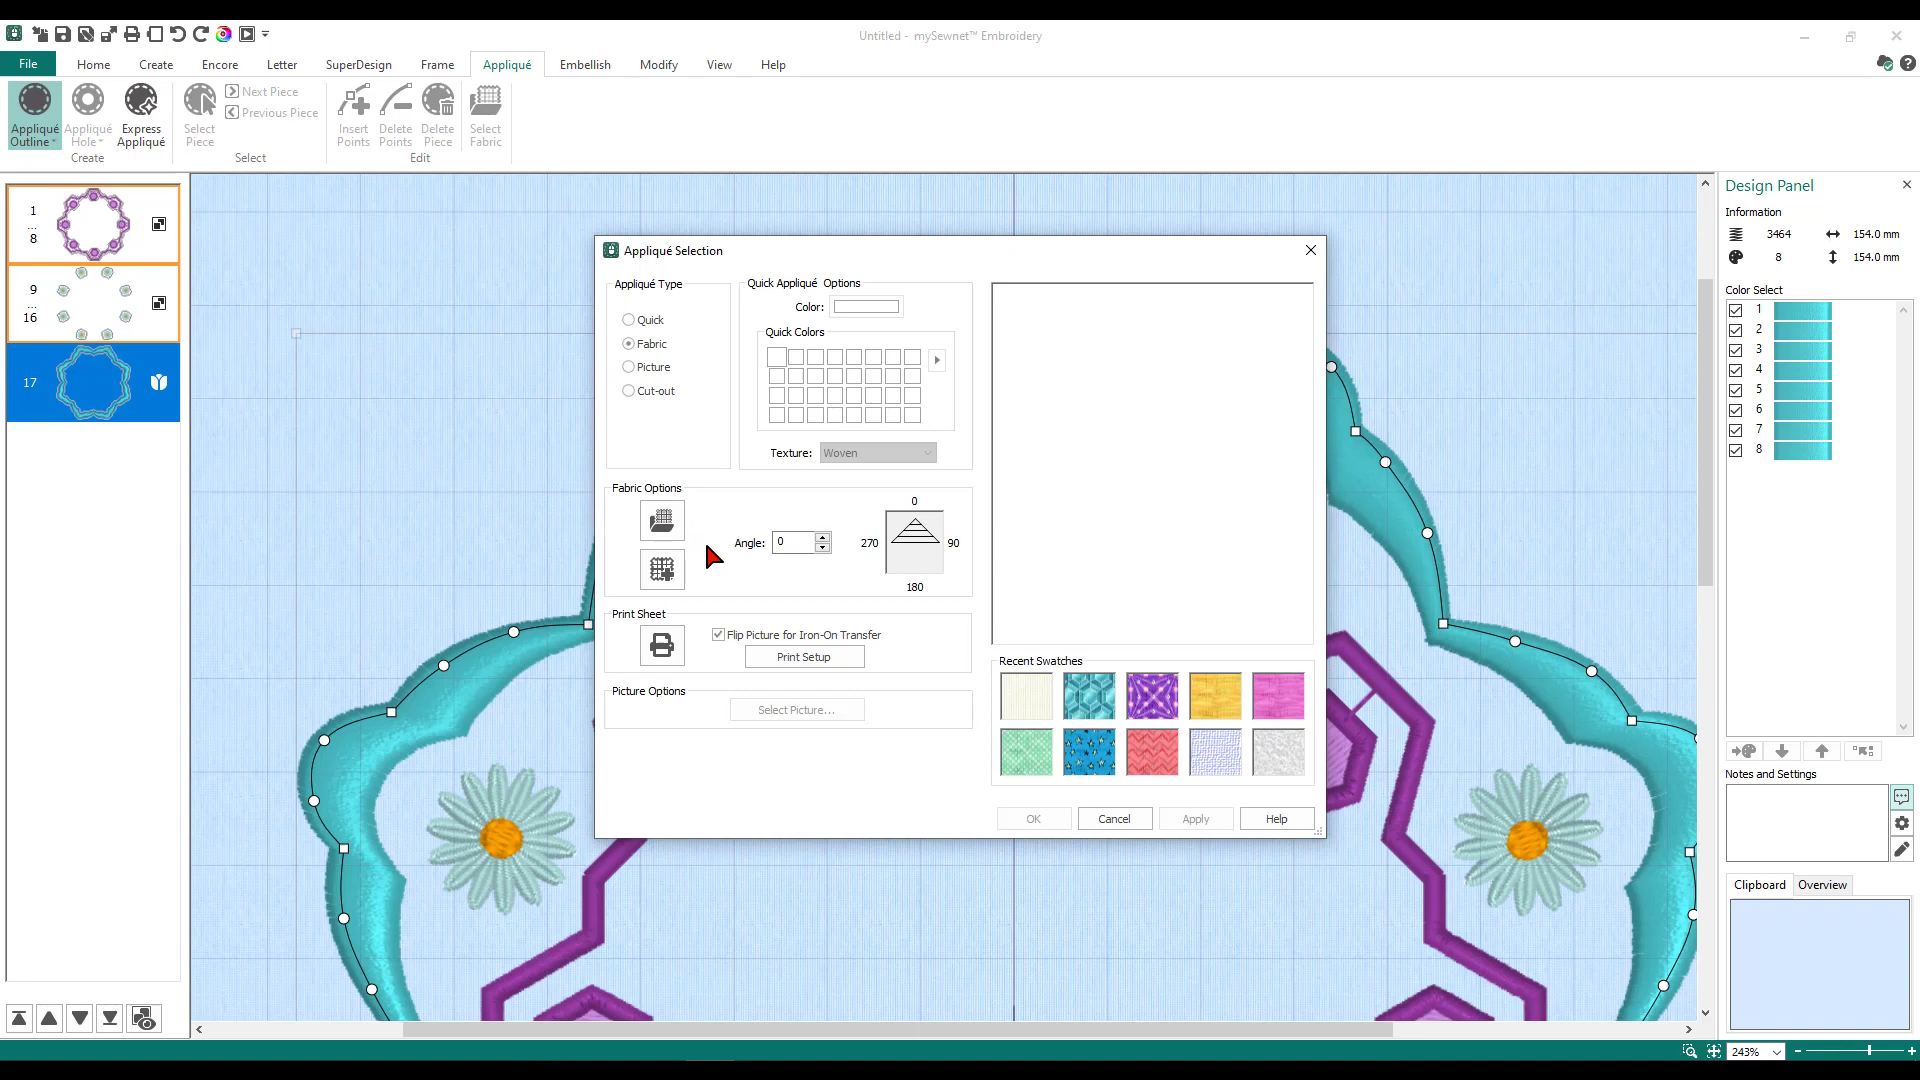 Untitled - mySewnet™ Embroidery
File Home Create Encore Letter SuperDesign Frame Appliqué Embellish Modify View Help
Appliqué Outline
Appliqué Hole
Express Appliqué
Create
Select Piece
Next Piece
Previous Piece
Select
Insert Points
Delete Points
Delete Piece
Edit
Select Fabric
1
...
8
9
...
16
17
Appliqué Selection
Appliqué Type
Quick
Fabric
Picture
Cut-out
Quick Appliqué Options
Color:
Quick Colors
Texture: Woven
Fabric Options
Angle: 0
0
270 90
180
Print Sheet
Flip Picture for Iron-On Transfer
Print Setup
Picture Options
Select Picture...
Recent Swatches
OK Cancel Apply Help
Design Panel
Information
3464 154.0 mm
8 154.0 mm
Color Select
1
2
3
4
5
6
7
8
Notes and Settings
Clipboard Overview
243%